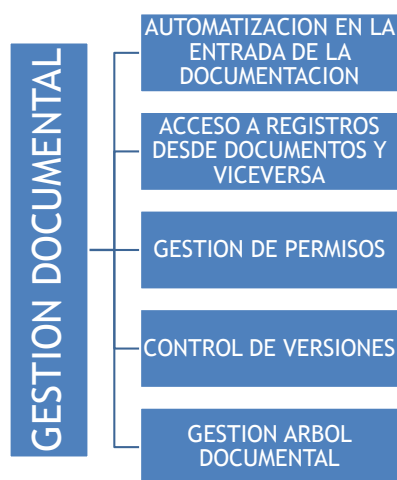 GESTION DOCUMENTAL
AUTOMATIZACION EN LA
ENTRADA DE LA
DOCUMENTACION
ACCESO A REGISTROS
DESDE DOCUMENTOS Y
VICEVERSA
GESTION DE PERMISOS
CONTROL DE VERSIONES
GESTION ARBOL
DOCUMENTAL